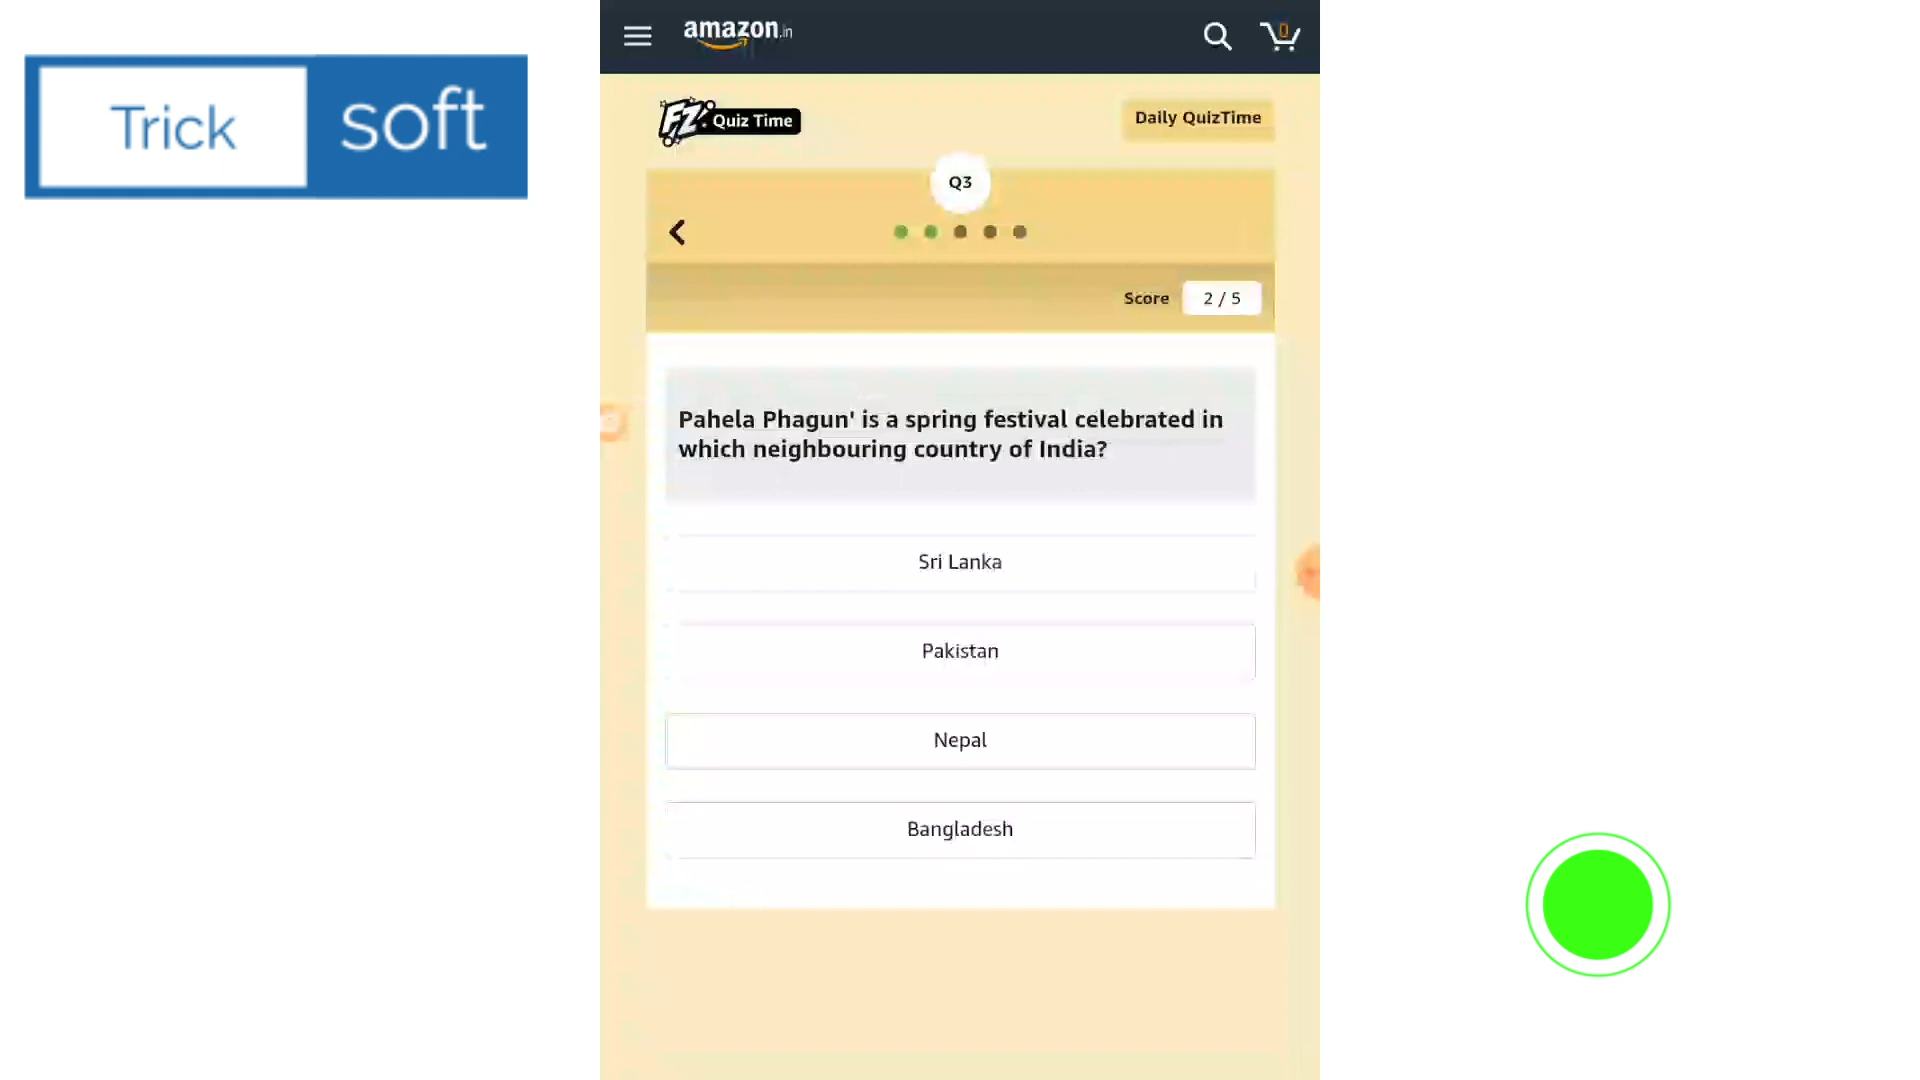 Trick soft
amazon.in
0
FZ Quiz Time
Daily QuizTime
Q3
Score 2 / 5
Pahela Phagun' is a spring festival celebrated in
which neighbouring country of India?
Sri Lanka
Pakistan
Nepal
Bangladesh